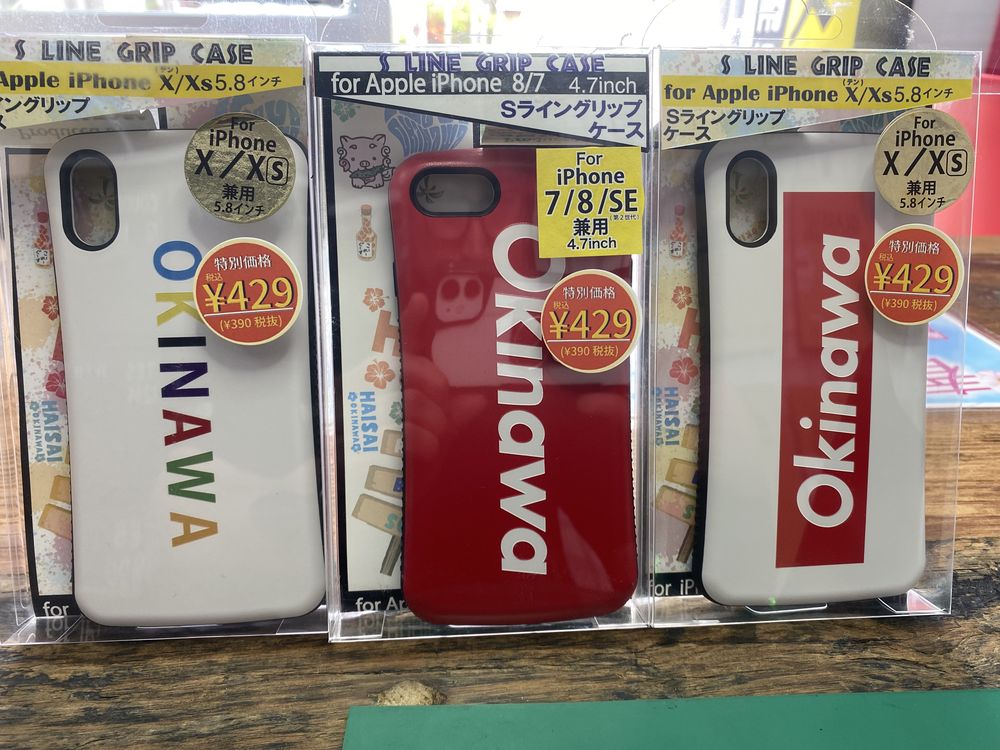 S LINE GRIP CASE
Apple iPhone X/Xs 5.8インチ
(テン)
イングリップ
ス
For
iPhone
X/XS
兼用
5.8インチ
特別価格
税込
¥429
(¥390 税抜)
OKINAWA
HAISAI
OKINAWA
for
S LINE GRIP CASE
for Apple iPhone 8/7 4.7inch
Sライングリップ
ケース
For
iPhone
7/8/SE
(第2世代)
兼用
4.7inch
特別価格
税込
¥429
(¥390 税抜)
Okinawa
HAISAI
OKINAWA
for Ap
S LINE GRIP CASE
for Apple iPhone X/Xs 5.8インチ
(テン)
Sライングリップ
ケース
For
iPhone
X/XS
兼用
5.8インチ
特別価格
税込
¥429
(¥390 税抜)
Okinawa
HAISAI
OKINAWA
for iP